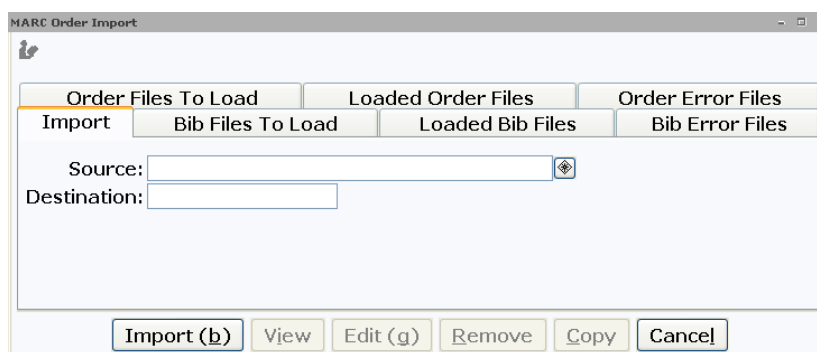 MARC Order Import
Order Files To Load Loaded Order Files Order Error Files
Import Bib Files To Load Loaded Bib Files Bib Error Files
Source:
Destination:
Import (b) View Edit (g) Remove Copy Cancel